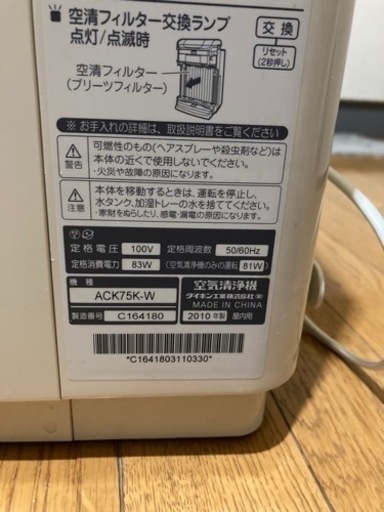 空清フィルター交換ランプ
点灯/点滅時
交換
リセット
(2秒押し)
空清フィルター
(プリーツフィルター)
※お手入れの詳細は、取扱説明書をご覧ください
警告
可燃性のもの(ヘアスプレーや殺虫剤など)は
本体の近くで使用しないでください。
・火災や故障の原因になります。
注意
本体を移動するときは、運転を停止し、
水タンク、加湿トレーの水を捨ててください。
・家財をぬらしたり、感電・漏電の原因になります。
定格電圧 100V 定格周波数 50/60Hz
定格消費電力 83W (空気清浄機のみの運転 81W)
機種 ACK75K-W
製造番号 C164180
空気清浄機
ダイキン工業株式会社
MADE IN CHINA
2010年製 屋内用
*C1641803110330*